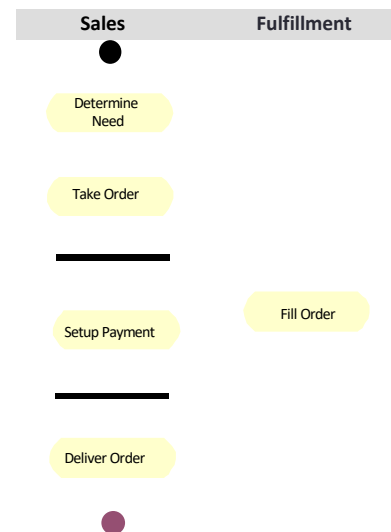 Sales Fulfillment
Determine
Need
Take Order
Fill Order
Setup Payment
Deliver Order